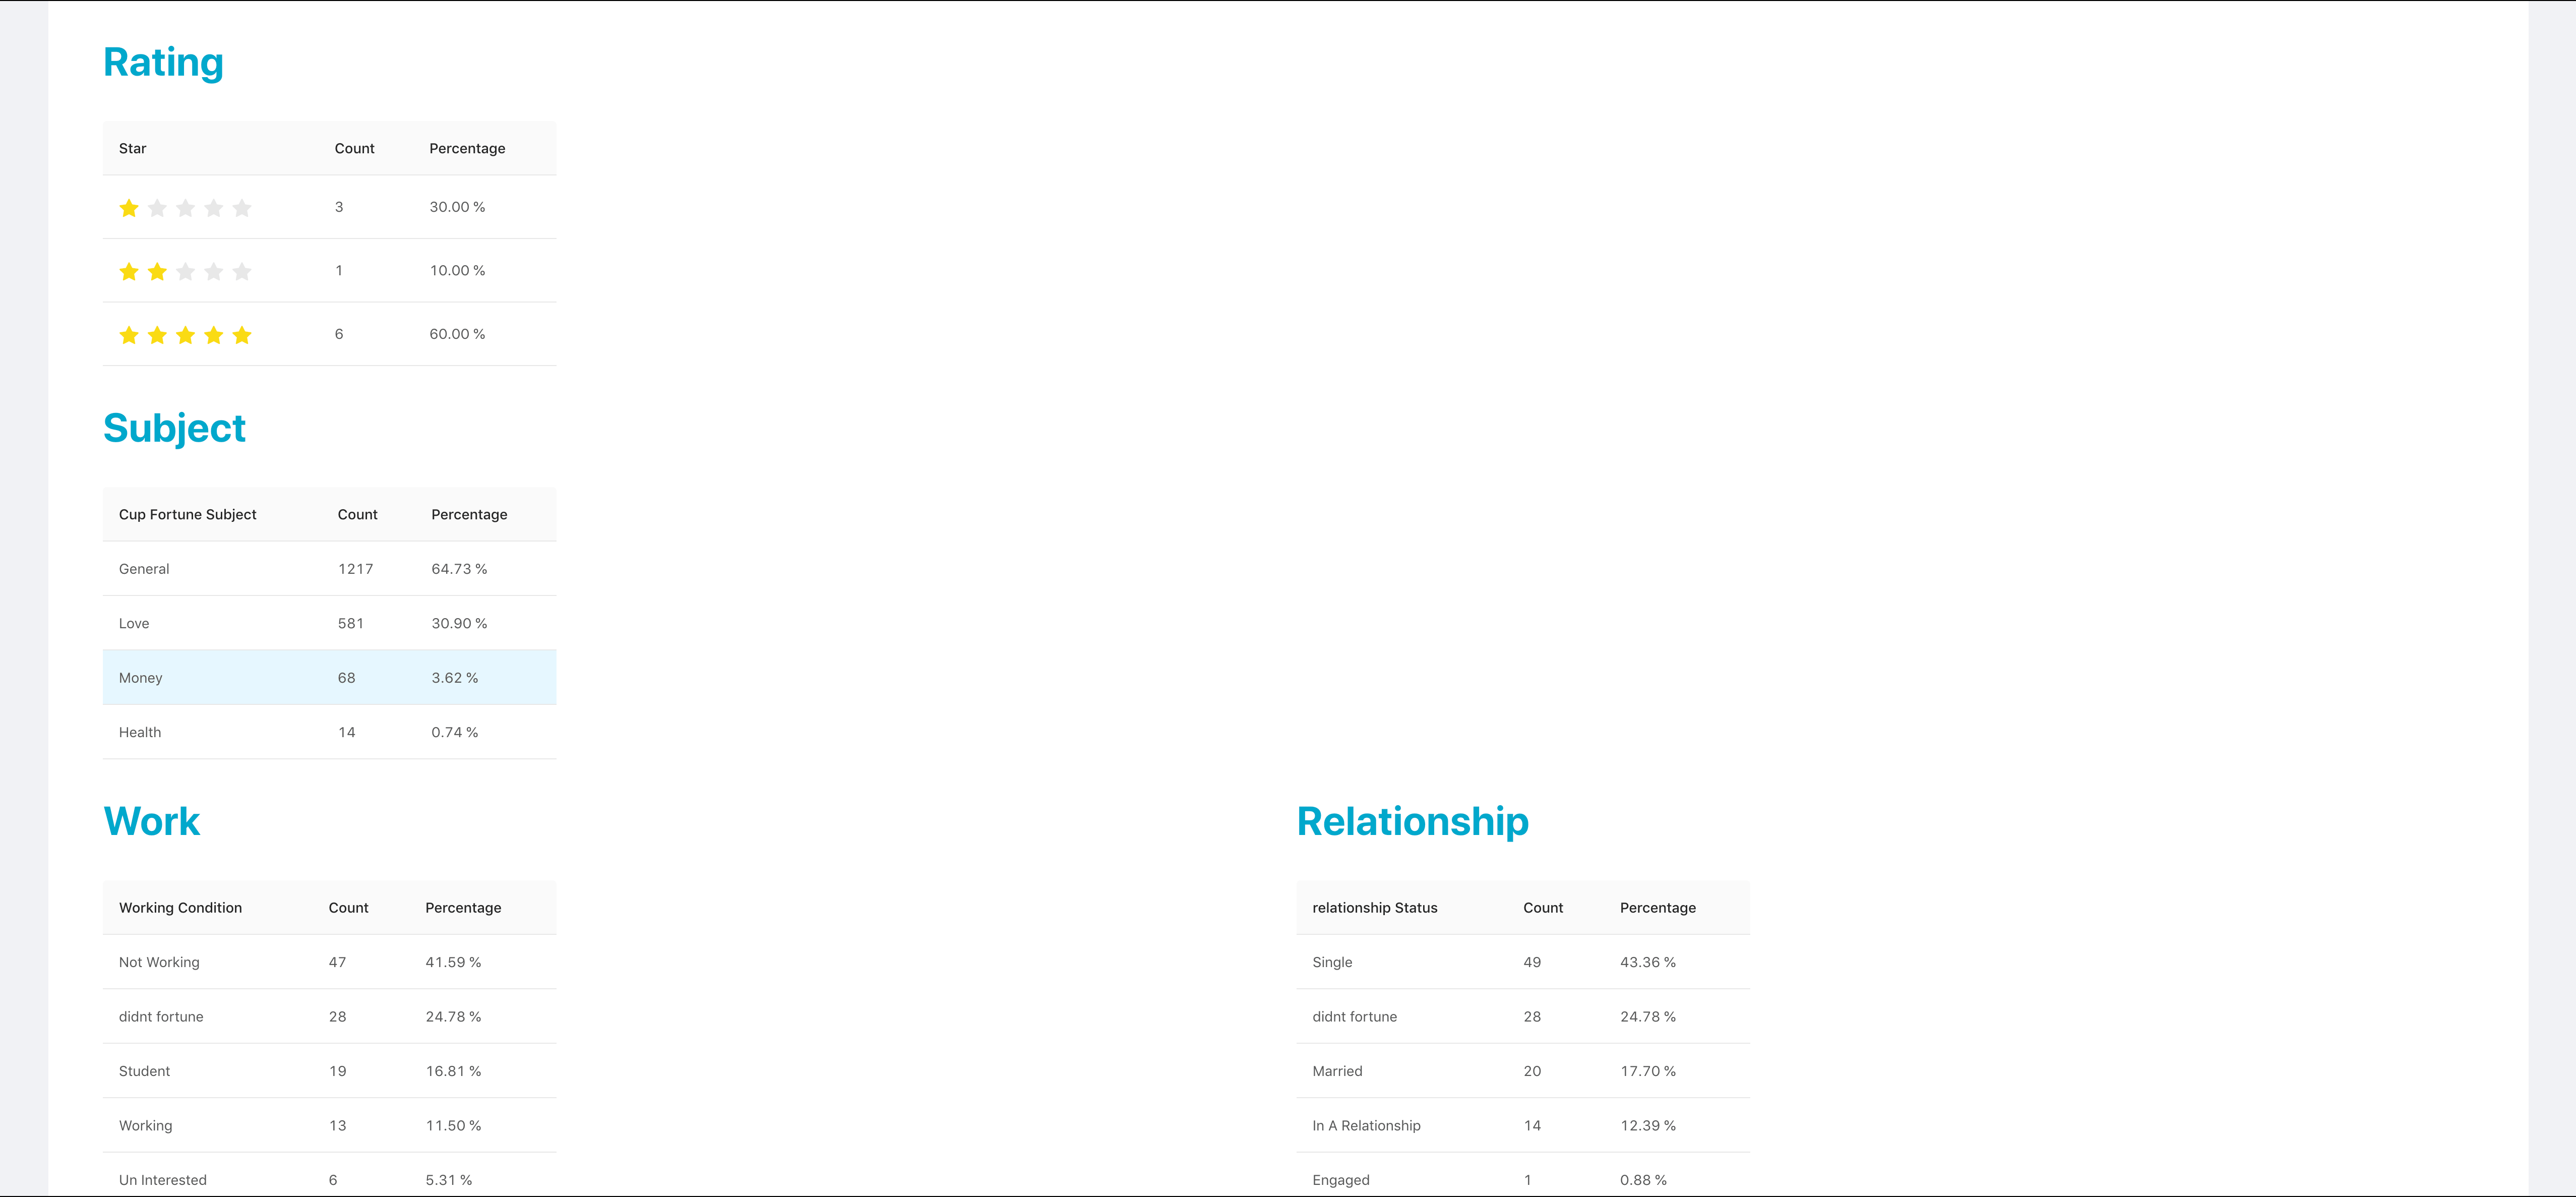 Rating
Star Count Percentage
3 30.00 %
1 10.00 %
6 60.00 %
Subject
Cup Fortune Subject Count Percentage
General 1217 64.73 %
Love 581 30.90 %
Money 68 3.62 %
Health 14 0.74 %
Work
Working Condition Count Percentage
Not Working 47 41.59 %
didnt fortune 28 24.78 %
Student 19 16.81 %
Working 13 11.50 %
Un Interested 6 5.31 %
Relationship
relationship Status Count Percentage
Single 49 43.36 %
didnt fortune 28 24.78 %
Married 20 17.70 %
In A Relationship 14 12.39 %
Engaged 1 0.88 %